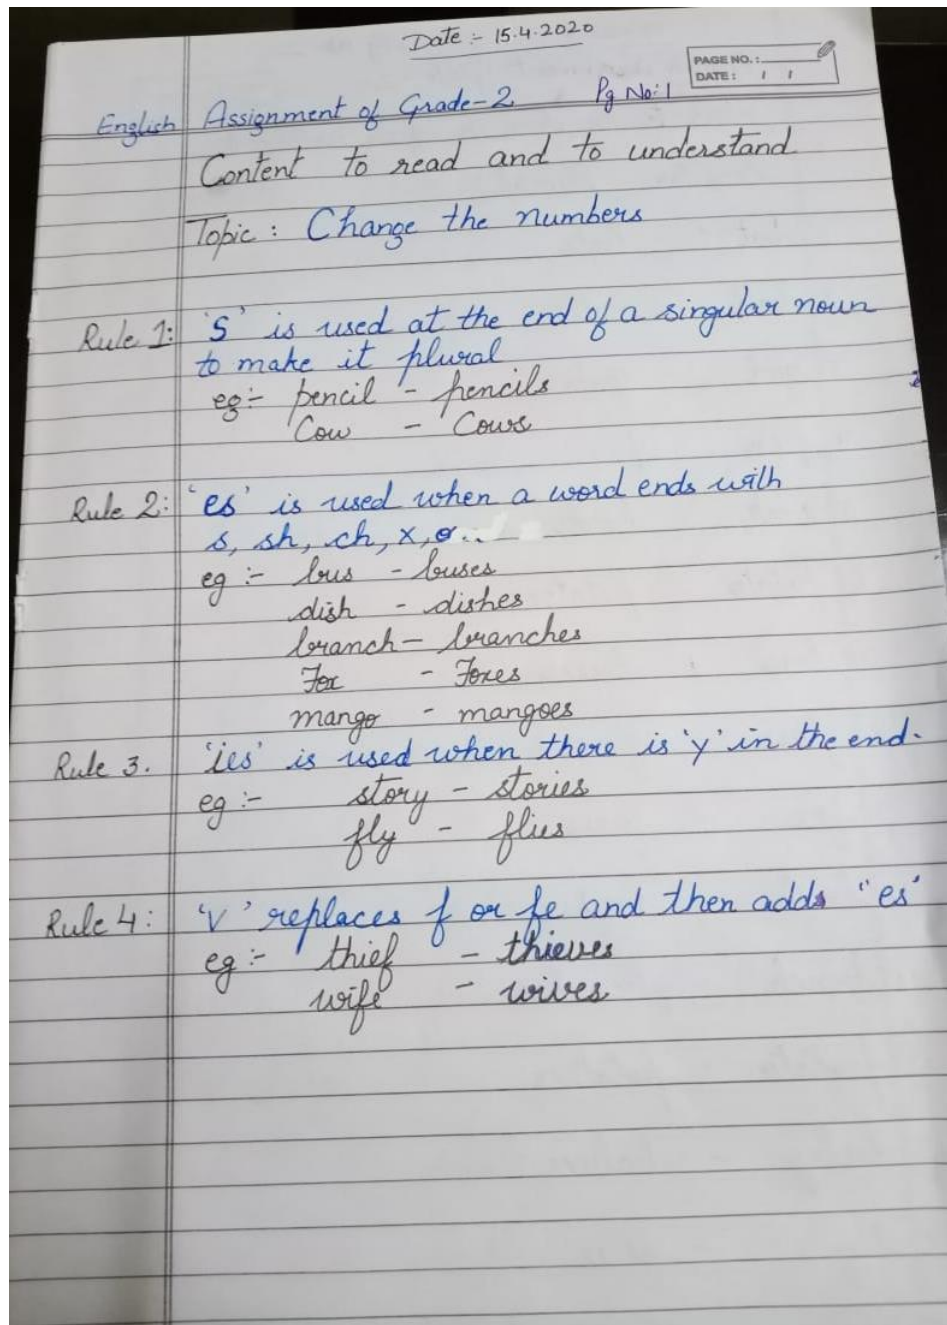 Date :- 15.4.2020
PAGE NO. :
DATE : / /
English Assignment of Grade-2 Pg No:1
Content to read and to understand
Topic : Change the numbers
Rule 1: 'S' is used at the end of a singular noun
to make it plural
eg:- pencil - pencils
Cow - Cows
Rule 2: 'es' is used when a word ends with
s, sh, ch, x, o..
eg :- bus - buses
dish - dishes
branch - branches
Fox - Foxes
mango - mangoes
Rule 3. 'ies' is used when there is 'y' in the end.
eg :- story - stories
fly - flies
Rule 4: 'V' replaces f or fe and then adds "es"
eg :- thief - thieves
wife - wives